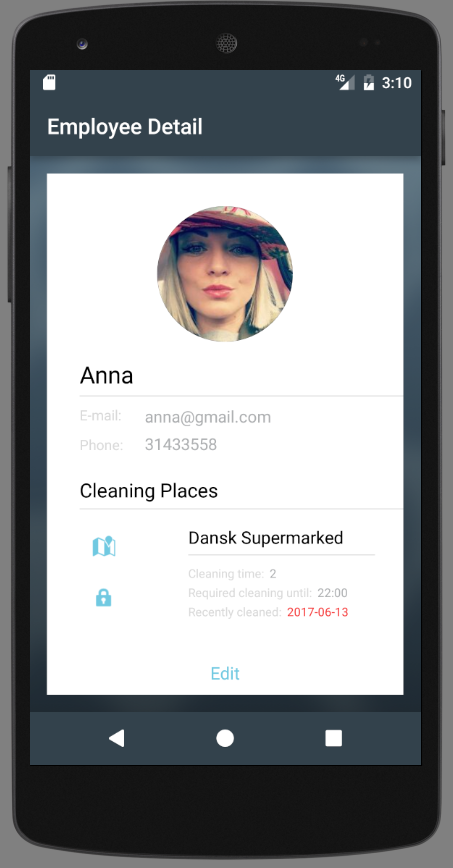 4G 3:10
Employee Detail
Anna
E-mail: anna@gmail.com
Phone: 31433558
Cleaning Places
Dansk Supermarked
Cleaning time: 2
Required cleaning until: 22:00
Recently cleaned: 2017-06-13
Edit